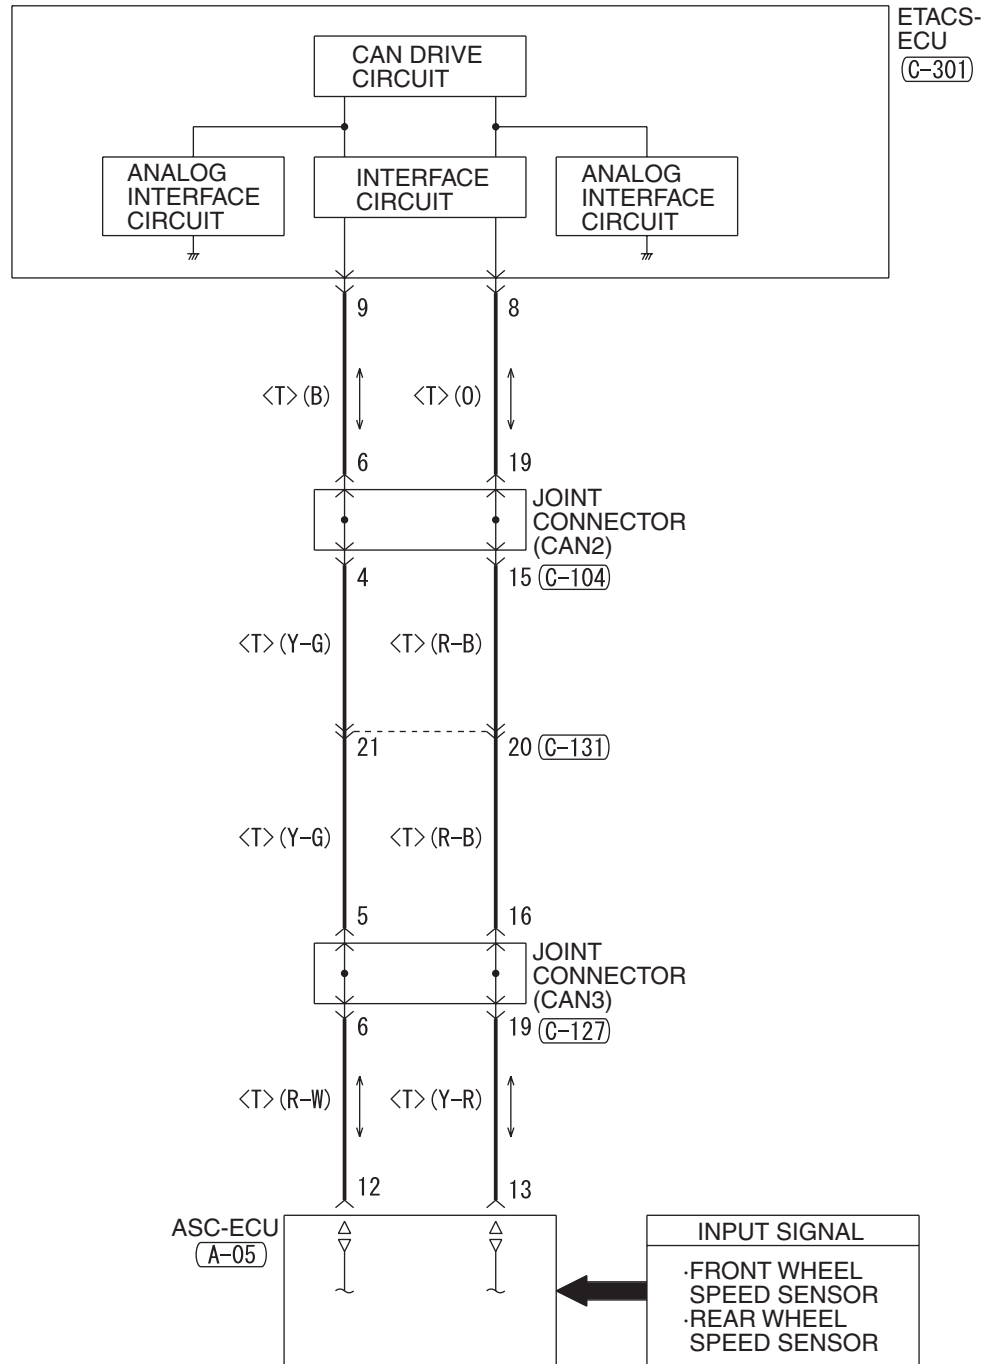 ETACS-
ECU
C-301
CAN DRIVE
CIRCUIT
ANALOG
INTERFACE
CIRCUIT
INTERFACE
CIRCUIT
ANALOG
INTERFACE
CIRCUIT
9
8
<T>(B)
<T>(O)
6
19
JOINT
CONNECTOR
(CAN2)
4
15 C-104
<T>(Y-G)
<T>(R-B)
21
20 C-131
<T>(Y-G)
<T>(R-B)
5
16
JOINT
CONNECTOR
(CAN3)
6
19 C-127
<T>(R-W)
<T>(Y-R)
12
13
ASC-ECU
A-05
INPUT SIGNAL
·FRONT WHEEL
SPEED SENSOR
·REAR WHEEL
SPEED SENSOR